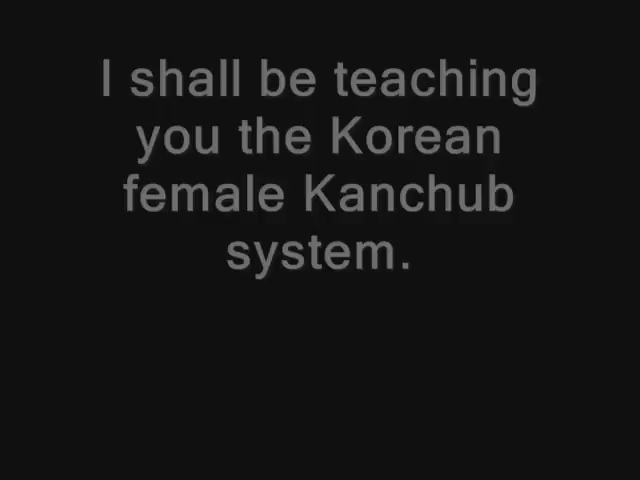 I shall be teaching
you the Korean
female Kanchub
system.